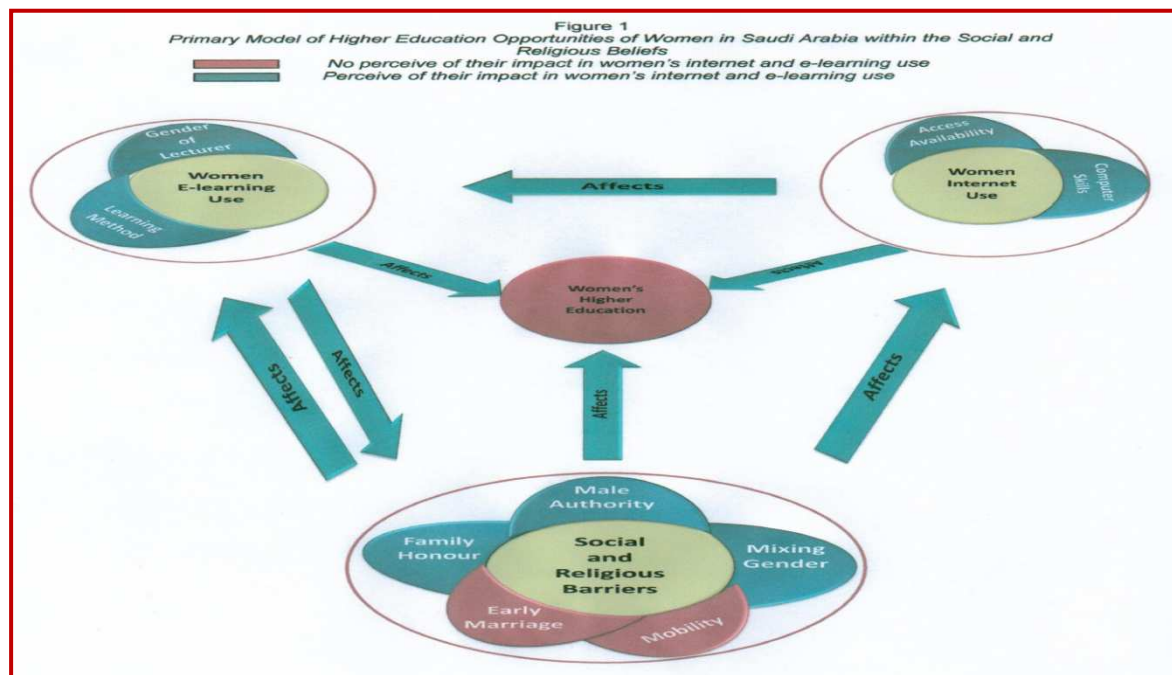 Figure 1
Primary Model of Higher Education Opportunities of Women in Saudi Arabia within the Social and
Religious Beliefs
No perceive of their impact in women's internet and e-learning use
Perceive of their impact in women's internet and e-learning use
Gender
of
Lecturer
Women
E-learning
Use
Learning
Method
Affects
Access
Availability
Women
Internet
Use
Computer
Skills
Affects
Affects
Women's
Higher
Education
Affects
Affects
Affects
Affects
Male
Authority
Family
Honour
Social
and
Religious
Barriers
Mixing
Gender
Early
Marriage
Mobility